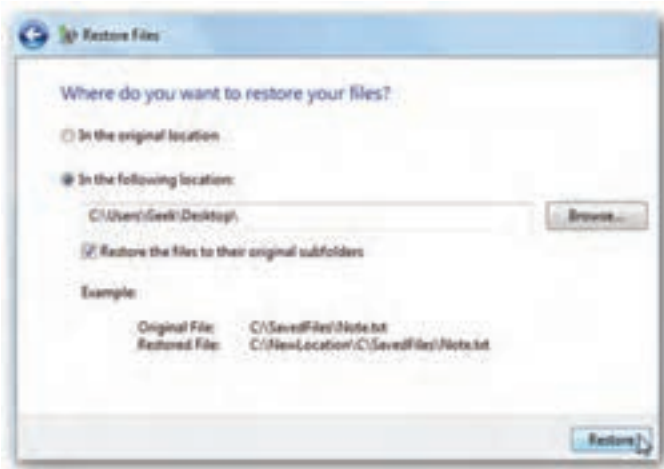 Restore Files
Where do you want to restore your files?
In the original location
In the following location:
C:\Users\Geek\Desktop\
Browse...
Restore the files to their original subfolders
Example:
Original File: C:\SavedFiles\Note.txt
Restored File: C:\NewLocation\C\SavedFiles\Note.txt
Restore